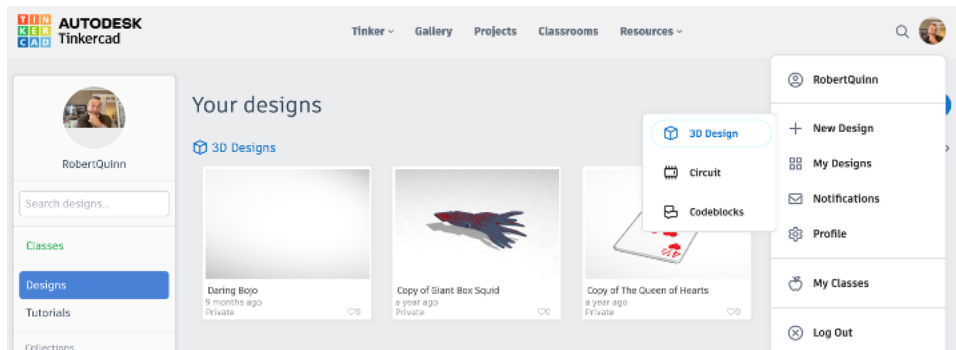 TIN
KER
CAD
AUTODESK
Tinkercad
Tinker
Gallery
Projects
Classrooms
Resources
RobertQuinn
Search designs...
Classes
Designs
Tutorials
Collections
Your designs
3D Designs
Daring Bojo
9 months ago
Private
0
Copy of Giant Box Squid
a year ago
Private
0
Copy of The Queen of Hearts
a year ago
Private
0
3D Design
Circuit
Codeblocks
RobertQuinn
New Design
My Designs
Notifications
Profile
My Classes
Log Out